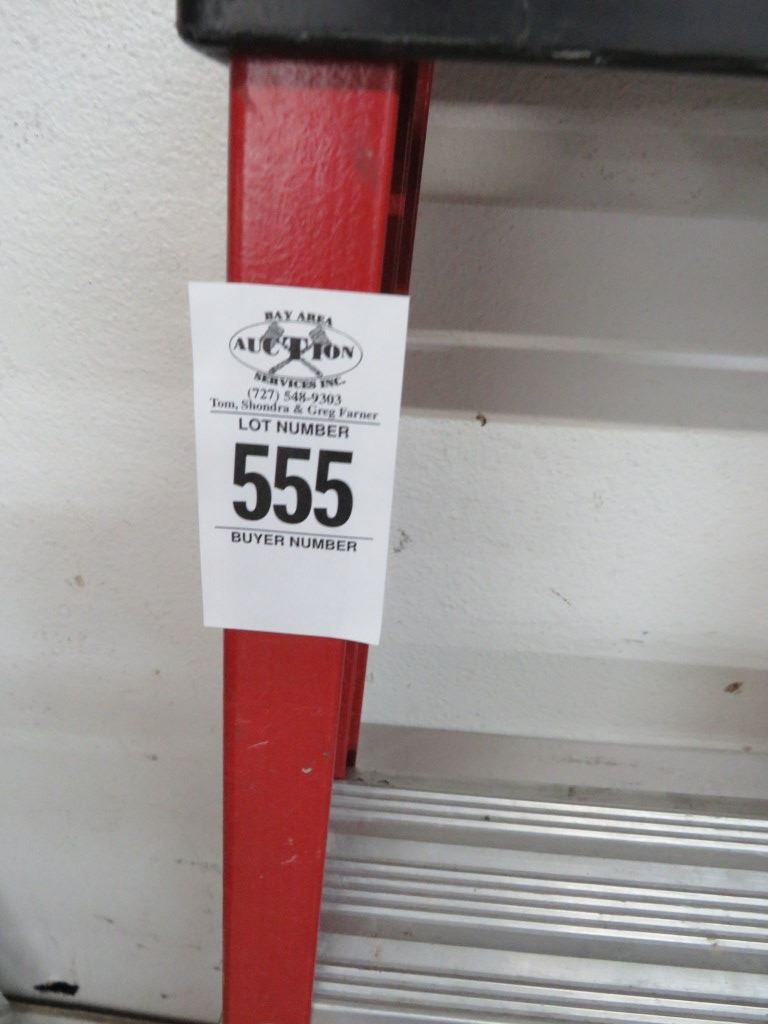 BAY AREA
AUCTION
SERVICES INC.
(727) 548-9303
Tom, Shondra & Greg Farner
LOT NUMBER
555
BUYER NUMBER